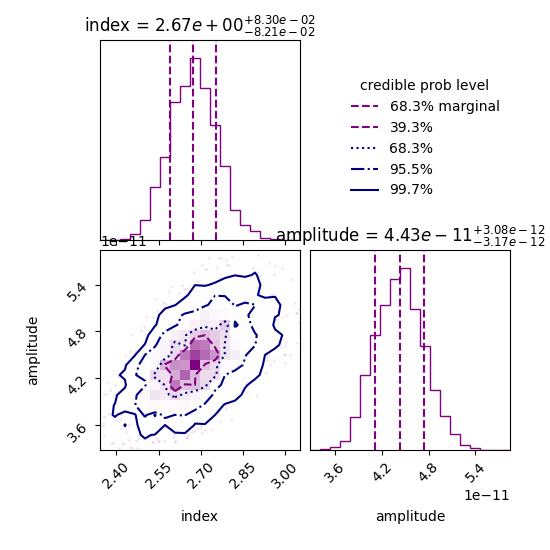 index = 2.67e + 00 +8.30e − 02 −8.21e − 02
credible prob level
68.3% marginal
39.3%
68.3%
95.5%
99.7%
1e−11
amplitude = 4.43e − 11 +3.08e − 12 −3.17e − 12
5.4
4.8
4.2
3.6
amplitude
2.40
2.55
2.70
2.85
3.00
index
3.6
4.2
4.8
5.4
1e−11
amplitude